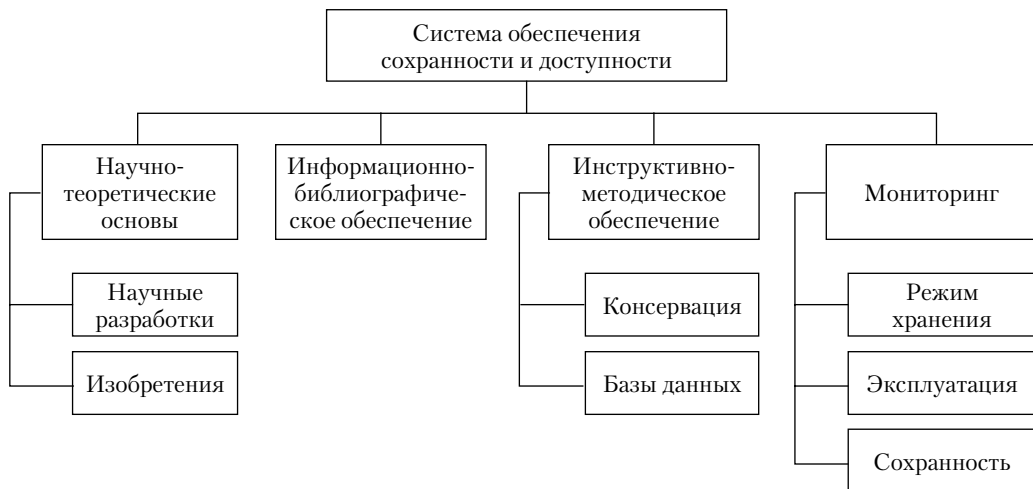 Система обеспечения
сохранности и доступности
Научно-
теоретические
основы
Информационно-
библиографиче-
ское обеспечение
Инструктивно-
методическое
обеспечение
Мониторинг
Научные
разработки
Консервация
Режим
хранения
Изобретения
Базы данных
Эксплуатация
Сохранность